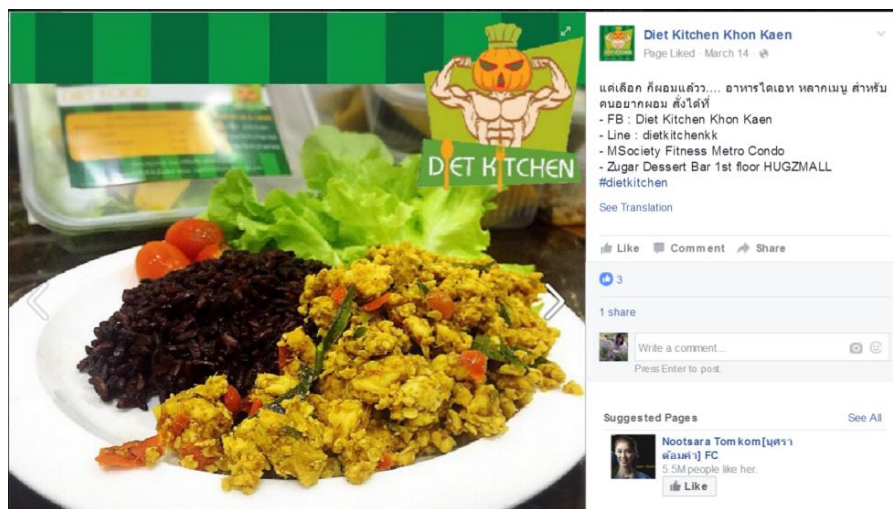 DIET FOOD
DIET KITCHEN
Diet Kitchen Khon Kaen
Page Liked · March 14 ·
แค่เลือก ก็ผอมแล้วว.... อาหารไดเอท หลากเมนู สำหรับ
คนอยากผอม สั่งได้ที่
- FB : Diet Kitchen Khon Kaen
- Line : dietkitchenkk
- MSociety Fitness Metro Condo
- Zugar Dessert Bar 1st floor HUGZMALL
#dietkitchen
See Translation
Like Comment Share
3
1 share
Write a comment...
Press Enter to post.
Suggested Pages See All
Nootsara Tomkom[นุศรา
ต้อมคำ] FC
5.5M people like her.
Like